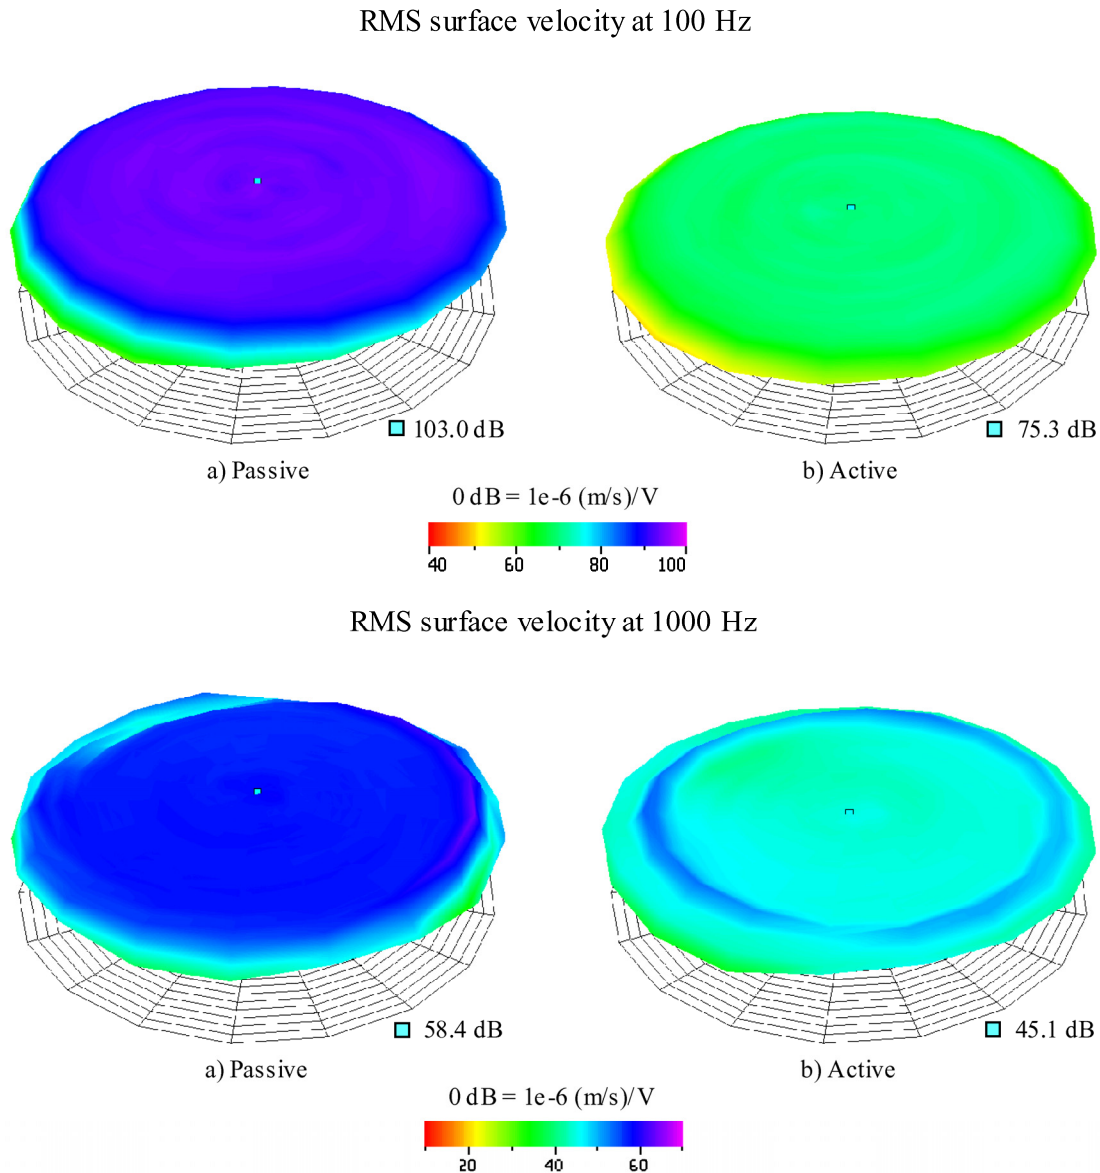 RMS surface velocity at 100 Hz
103.0 dB
75.3 dB
a) Passive
b) Active
0 dB = 1e-6 (m/s)/V
40 60 80 100
RMS surface velocity at 1000 Hz
58.4 dB
45.1 dB
a) Passive
b) Active
0 dB = 1e-6 (m/s)/V
20 40 60